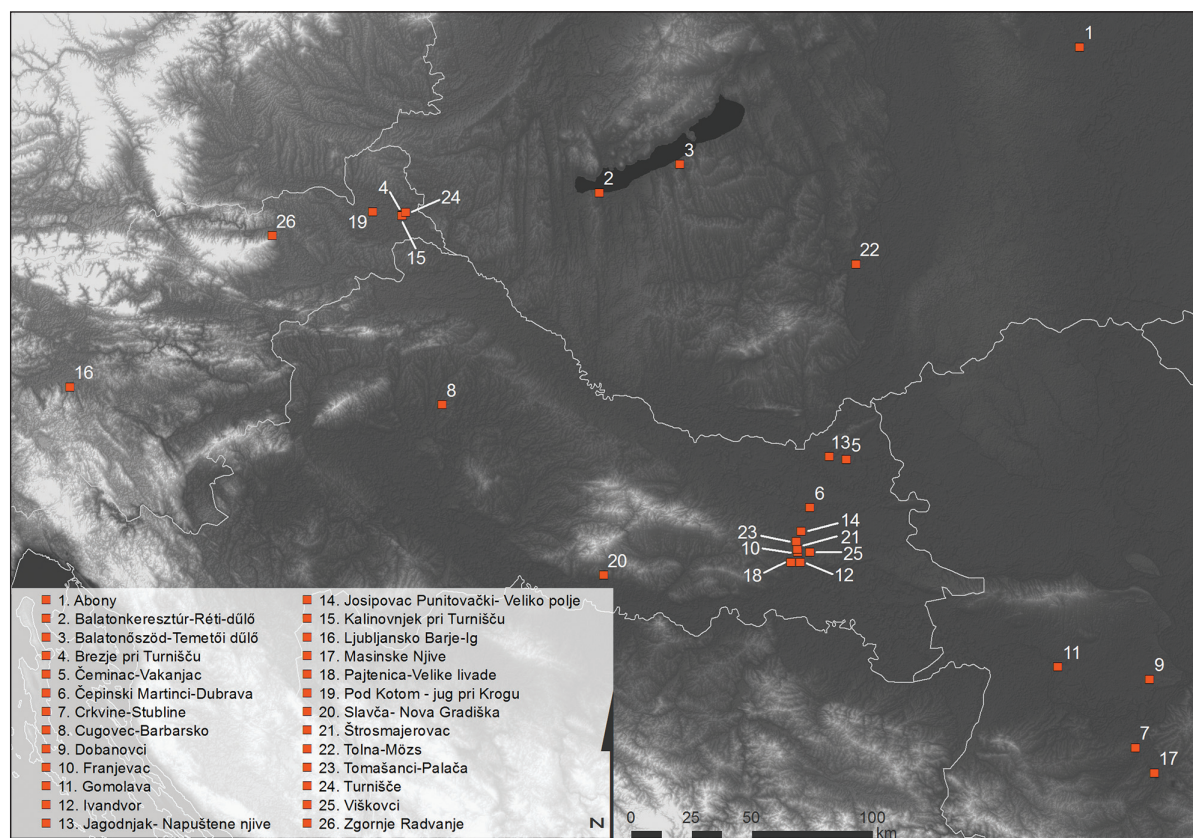 1
3
2
4
24
19
26
15
22
16
8
13
5
6
14
23
21
10
25
18
12
20
11
9
7
17
1. Abony
2. Balatonkeresztúr-Réti-dűlő
3. Balatonőszöd-Temetői dűlő
4. Brezje pri Turnišču
5. Čeminac-Vakanjac
6. Čepinski Martinci-Dubrava
7. Crkvine-Stubline
8. Cugovec-Barbarsko
9. Dobanovci
10. Franjevac
11. Gomolava
12. Ivandvor
13. Jagodnjak- Napuštene njive
14. Josipovac Punitovački- Veliko polje
15. Kalinovnjek pri Turnišču
16. Ljubljansko Barje-Ig
17. Masinske Njive
18. Pajtenica-Velike livade
19. Pod Kotom - jug pri Krogu
20. Slavča- Nova Gradiška
21. Štrosmajerovac
22. Tolna-Mözs
23. Tomašanci-Palača
24. Turnišče
25. Viškovci
26. Zgornje Radvanje
N
0 25 50 100
km